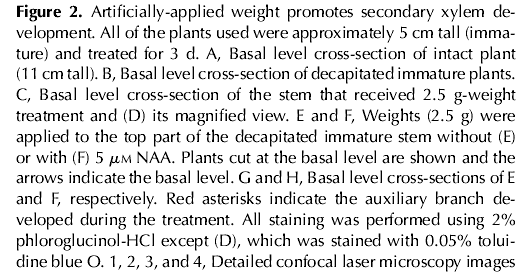 Figure 2. Artificially-applied weight promotes secondary xylem de-
velopment. All of the plants used were approximately 5 cm tall (imma-
ture) and treated for 3 d. A, Basal level cross-section of intact plant
(11 cm tall). B, Basal level cross-section of decapitated immature plants.
C, Basal level cross-section of the stem that received 2.5 g-weight
treatment and (D) its magnified view. E and F, Weights (2.5 g) were
applied to the top part of the decapitated immature stem without (E)
or with (F) 5 μM NAA. Plants cut at the basal level are shown and the
arrows indicate the basal level. G and H, Basal level cross-sections of E
and F, respectively. Red asterisks indicate the auxiliary branch de-
veloped during the treatment. All staining was performed using 2%
phloroglucinol-HCl except (D), which was stained with 0.05% tolui-
dine blue O. 1, 2, 3, and 4, Detailed confocal laser microscopy images